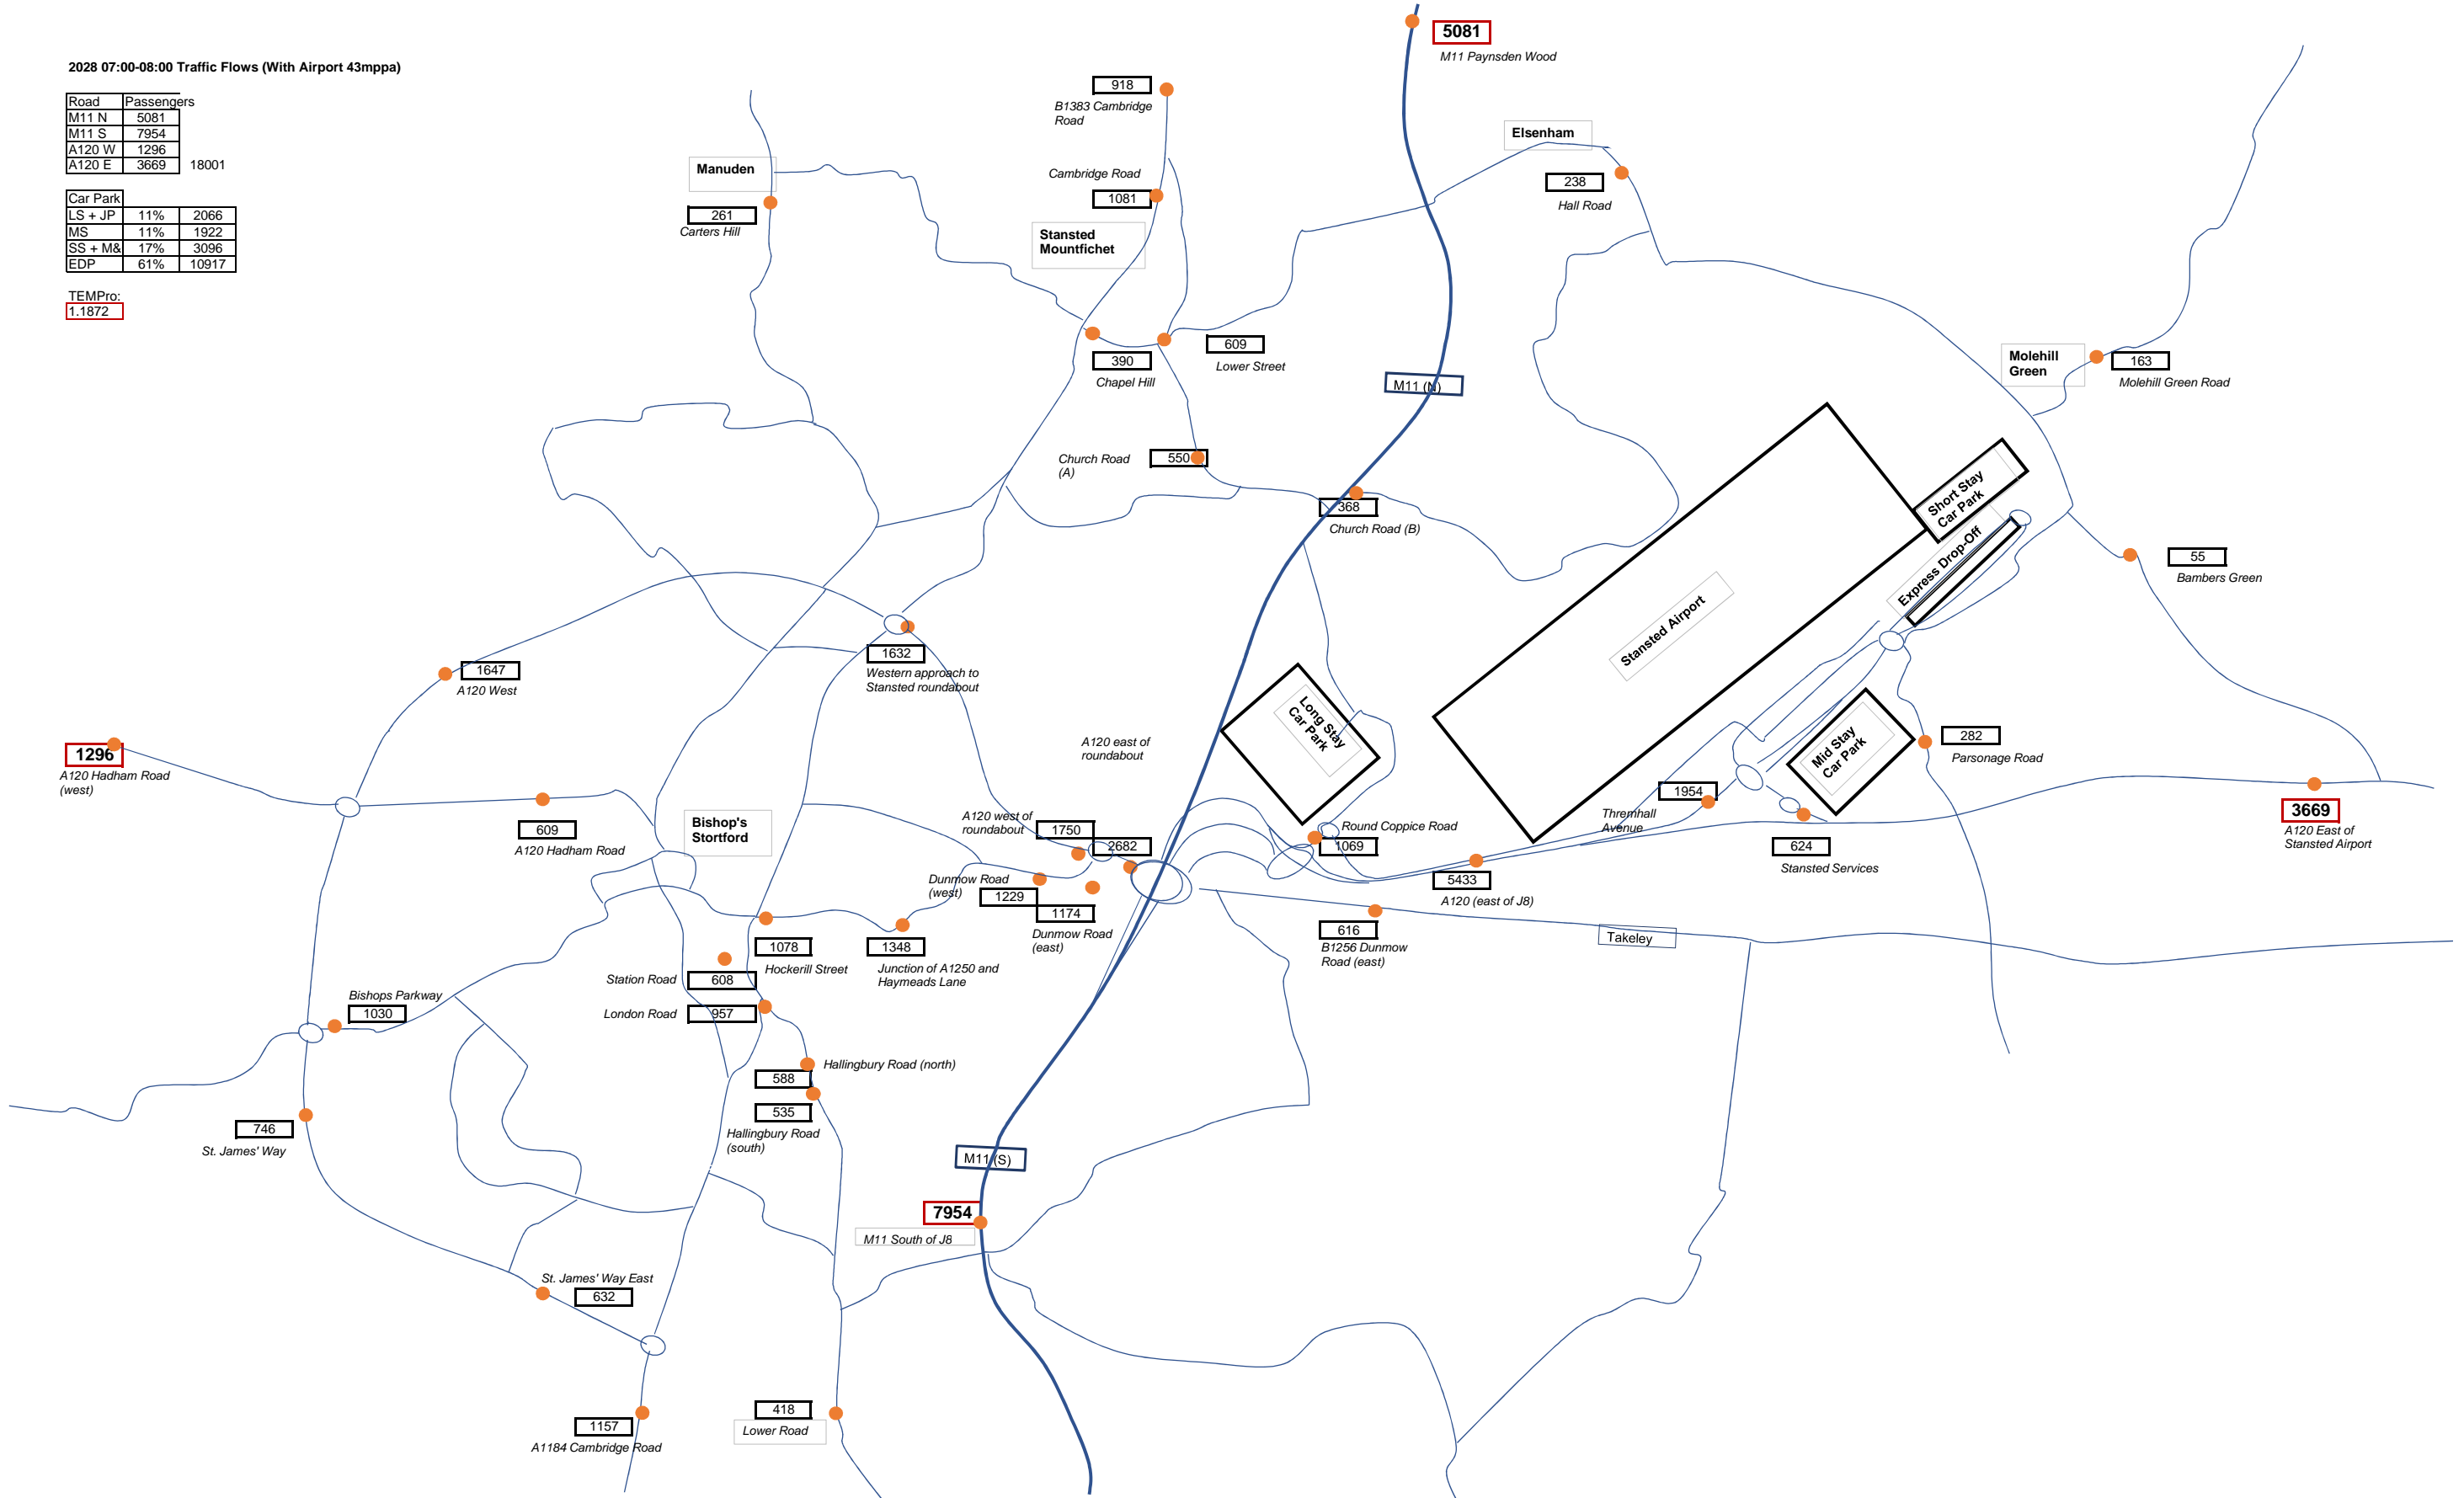 2028 07:00-08:00 Traffic Flows (With Airport 43mppa)
Road Passengers
M11 N 5081
M11 S 7954
A120 W 1296
A120 E 3669 18001
Car Park
LS + JP 11% 2066
MS 11% 1922
SS + M& 17% 3096
EDP 61% 10917
TEMPro:
1.1872
5081
M11 Paynsden Wood
918
B1383 Cambridge
Road
Cambridge Road
1081
Stansted
Mountfichet
Manuden
261
Carters Hill
Elsenham
238
Hall Road
390
Chapel Hill
609
Lower Street
M11 (N)
Molehill
Green
163
Molehill Green Road
Church Road
(A)
550
368
Church Road (B)
Short Stay
Car Park
Express Drop-Off
Stansted Airport
55
Bambers Green
1632
Western approach to
Stansted roundabout
1647
A120 West
1296
A120 Hadham Road
(west)
Long Stay
Car Park
Mid Stay
Car Park
282
Parsonage Road
A120 east of
roundabout
609
A120 Hadham Road
Bishop's
Stortford
A120 west of
roundabout
1750
2682
Round Coppice Road
1069
1954
Thremhall
Avenue
624
Stansted Services
3669
A120 East of
Stansted Airport
Dunmow Road
(west)
1229
1174
Dunmow Road
(east)
5433
A120 (east of J8)
616
B1256 Dunmow
Road (east)
Takeley
1078
Hockerill Street
1348
Junction of A1250 and
Haymeads Lane
Station Road
608
London Road
957
Bishops Parkway
1030
Hallingbury Road (north)
588
535
Hallingbury Road
(south)
746
St. James' Way
M11 (S)
7954
M11 South of J8
St. James' Way East
632
1157
A1184 Cambridge Road
418
Lower Road